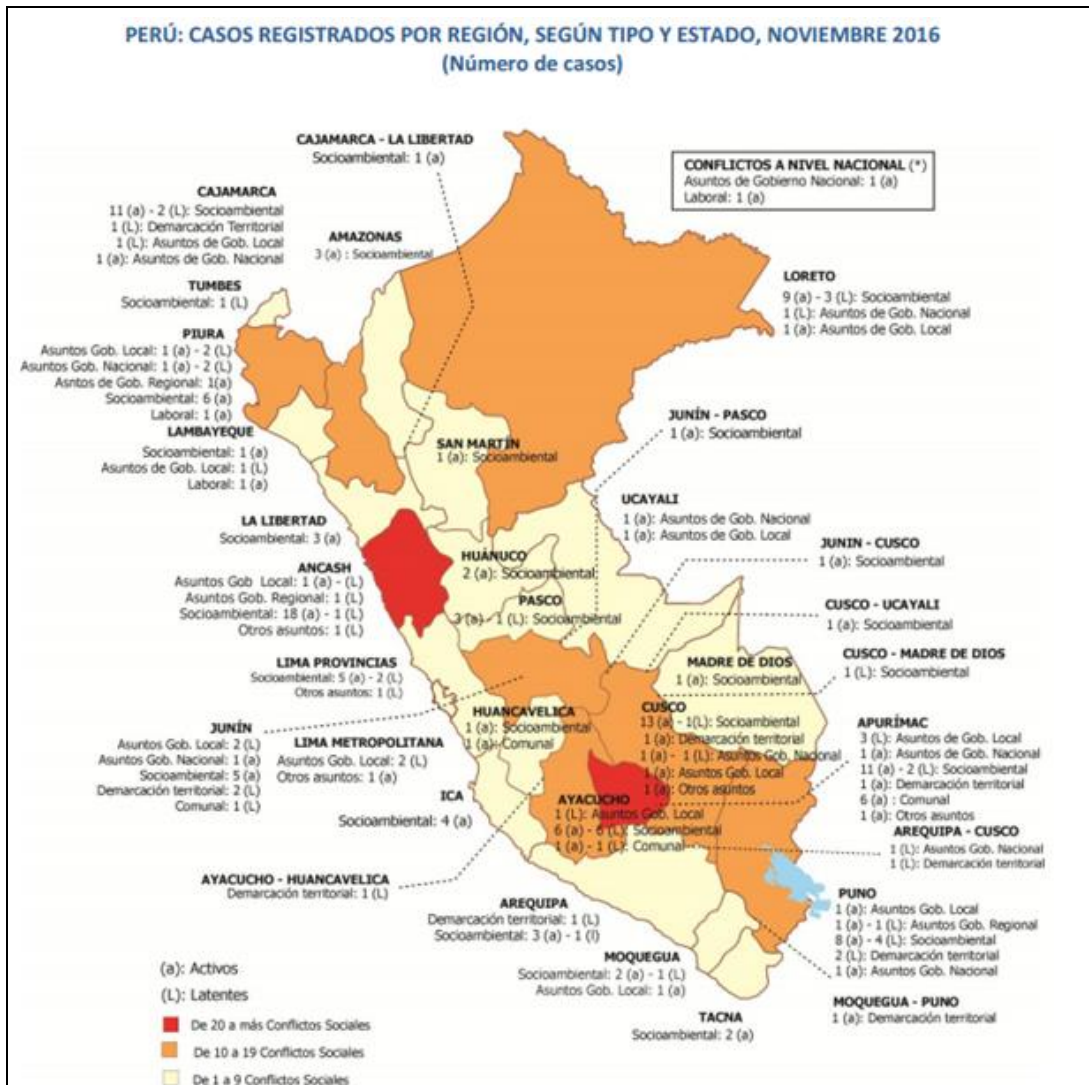 PERÚ: CASOS REGISTRADOS POR REGIÓN, SEGÚN TIPO Y ESTADO, NOVIEMBRE 2016
(Número de casos)
CAJAMARCA - LA LIBERTAD
Socioambiental: 1 (a)
CONFLICTOS A NIVEL NACIONAL (*)
Asuntos de Gobierno Nacional: 1 (a)
Laboral: 1 (a)
CAJAMARCA
11 (a) - 2 (L): Socioambiental
1 (L): Demarcación Territorial
1 (L): Asuntos de Gob. Local
1 (a): Asuntos de Gob. Nacional
AMAZONAS
3 (a) : Socioambiental
TUMBES
Socioambiental: 1 (L)
LORETO
9 (a) - 3 (L): Socioambiental
1 (L): Asuntos de Gob. Nacional
1 (a): Asuntos de Gob. Local
PIURA
Asuntos Gob. Local: 1 (a) - 2 (L)
Asuntos Gob. Nacional: 1 (a) - 2 (L)
Asntos de Gob. Regional: 1(a)
Socioambiental: 6 (a)
Laboral: 1 (a)
LAMBAYEQUE
Socioambiental: 1 (a)
Asuntos de Gob. Local: 1 (L)
Laboral: 1 (a)
SAN MARTÍN
1 (a): Socioambiental
JUNÍN - PASCO
1 (a): Socioambiental
UCAYALI
1 (a): Asuntos de Gob. Nacional
1 (a): Asuntos de Gob. Local
LA LIBERTAD
Socioambiental: 3 (a)
ANCASH
Asuntos Gob Local: 1 (a) - (L)
Asuntos Gob. Regional: 1 (L)
Socioambiental: 18 (a) - 1 (L)
Otros asuntos: 1 (L)
HUÁNUCO
2 (a): Socioambiental
PASCO
3 (a) - 1 (L): Socioambiental
JUNIN - CUSCO
1 (a): Socioambiental
CUSCO - UCAYALI
1 (a): Socioambiental
CUSCO - MADRE DE DIOS
1 (L): Socioambiental
MADRE DE DIOS
1 (a): Socioambiental
LIMA PROVINCIAS
Socioambiental: 5 (a) - 2 (L)
Otros asuntos: 1 (L)
JUNÍN
Asuntos Gob. Local: 2 (L)
Asuntos Gob. Nacional: 1 (a)
Socioambiental: 5 (a)
Demarcación territorial: 2 (L)
Comunal: 1 (L)
LIMA METROPOLITANA
Asuntos Gob. Local: 2 (L)
Otros asuntos: 1 (a)
HUANCAVELICA
1 (a): Socioambiental
1 (a): Comunal
CUSCO
13 (a) - 1(L): Socioambiental
1 (a): Demarcación territorial
1 (a) - 1 (L): Asuntos Gob. Nacional
1 (a): Asuntos Gob. Local
1 (a): Otros asuntos
APURÍMAC
3 (L): Asuntos de Gob. Local
1 (a): Asuntos de Gob. Nacional
11 (a) - 2 (L): Socioambiental
1 (a): Demarcación territorial
6 (a) : Comunal
1 (a): Otros asuntos
ICA
Socioambiental: 4 (a)
AYACUCHO
1 (L): Asuntos Gob. Local
6 (a) - 6 (L): Socioambiental
1 (a) - 1 (L): Comunal
AREQUIPA - CUSCO
1 (L): Asuntos Gob. Nacional
1 (L): Demarcación territorial
AYACUCHO - HUANCAVELICA
Demarcación territorial: 1 (L)
AREQUIPA
Demarcación territorial: 1 (L)
Socioambiental: 3 (a) - 1 (l)
PUNO
1 (a): Asuntos Gob. Local
1 (a) - 1 (L): Asuntos Gob. Regional
8 (a) - 4 (L): Socioambiental
2 (L): Demarcación territorial
1 (a): Asuntos Gob. Nacional
MOQUEGUA
Socioambiental: 2 (a) - 1 (L)
Asuntos Gob. Local: 1 (a)
MOQUEGUA - PUNO
1 (a): Demarcación territorial
TACNA
Socioambiental: 2 (a)
(a): Activos
(L): Latentes
De 20 a más Conflictos Sociales
De 10 a 19 Conflictos Sociales
De 1 a 9 Conflictos Sociales